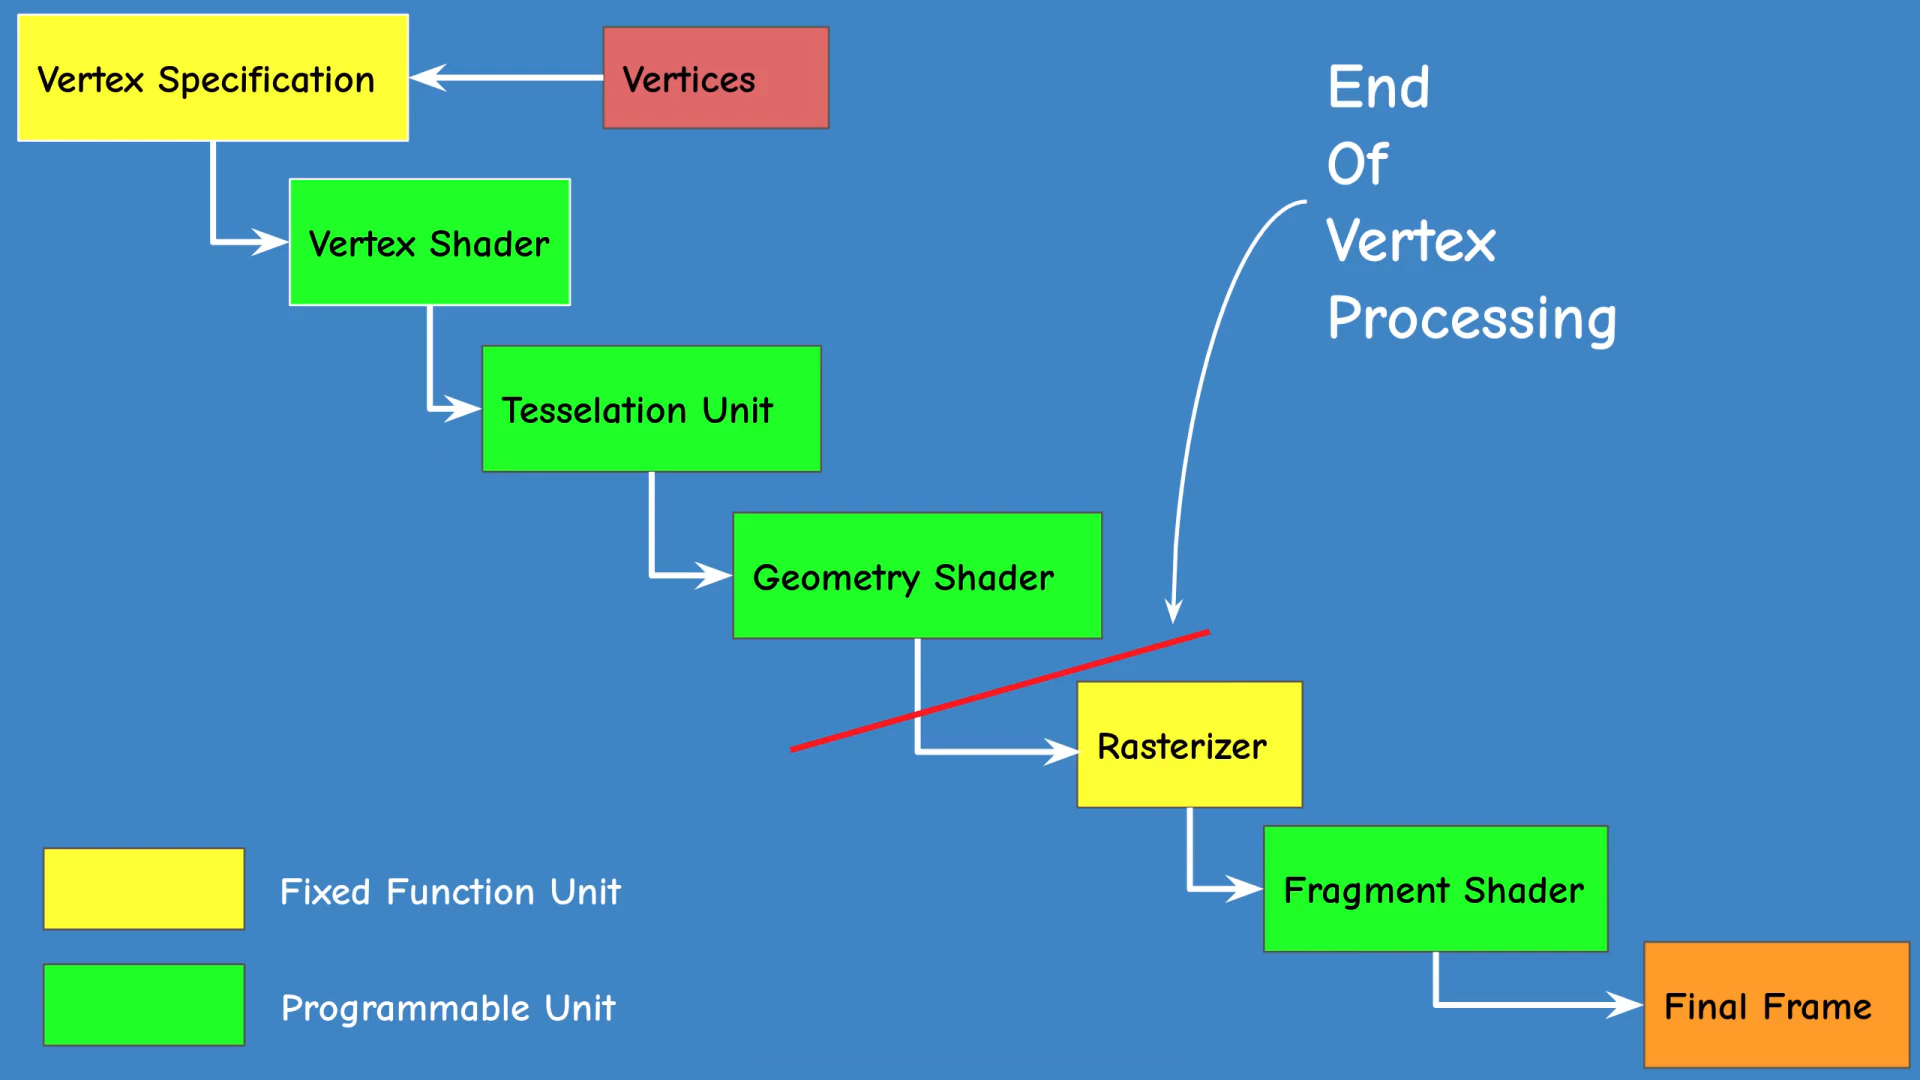 Vertex Specification
Vertices
End
Of
Vertex
Processing
Vertex Shader
Tesselation Unit
Geometry Shader
Rasterizer
Fragment Shader
Final Frame
Fixed Function Unit
Programmable Unit